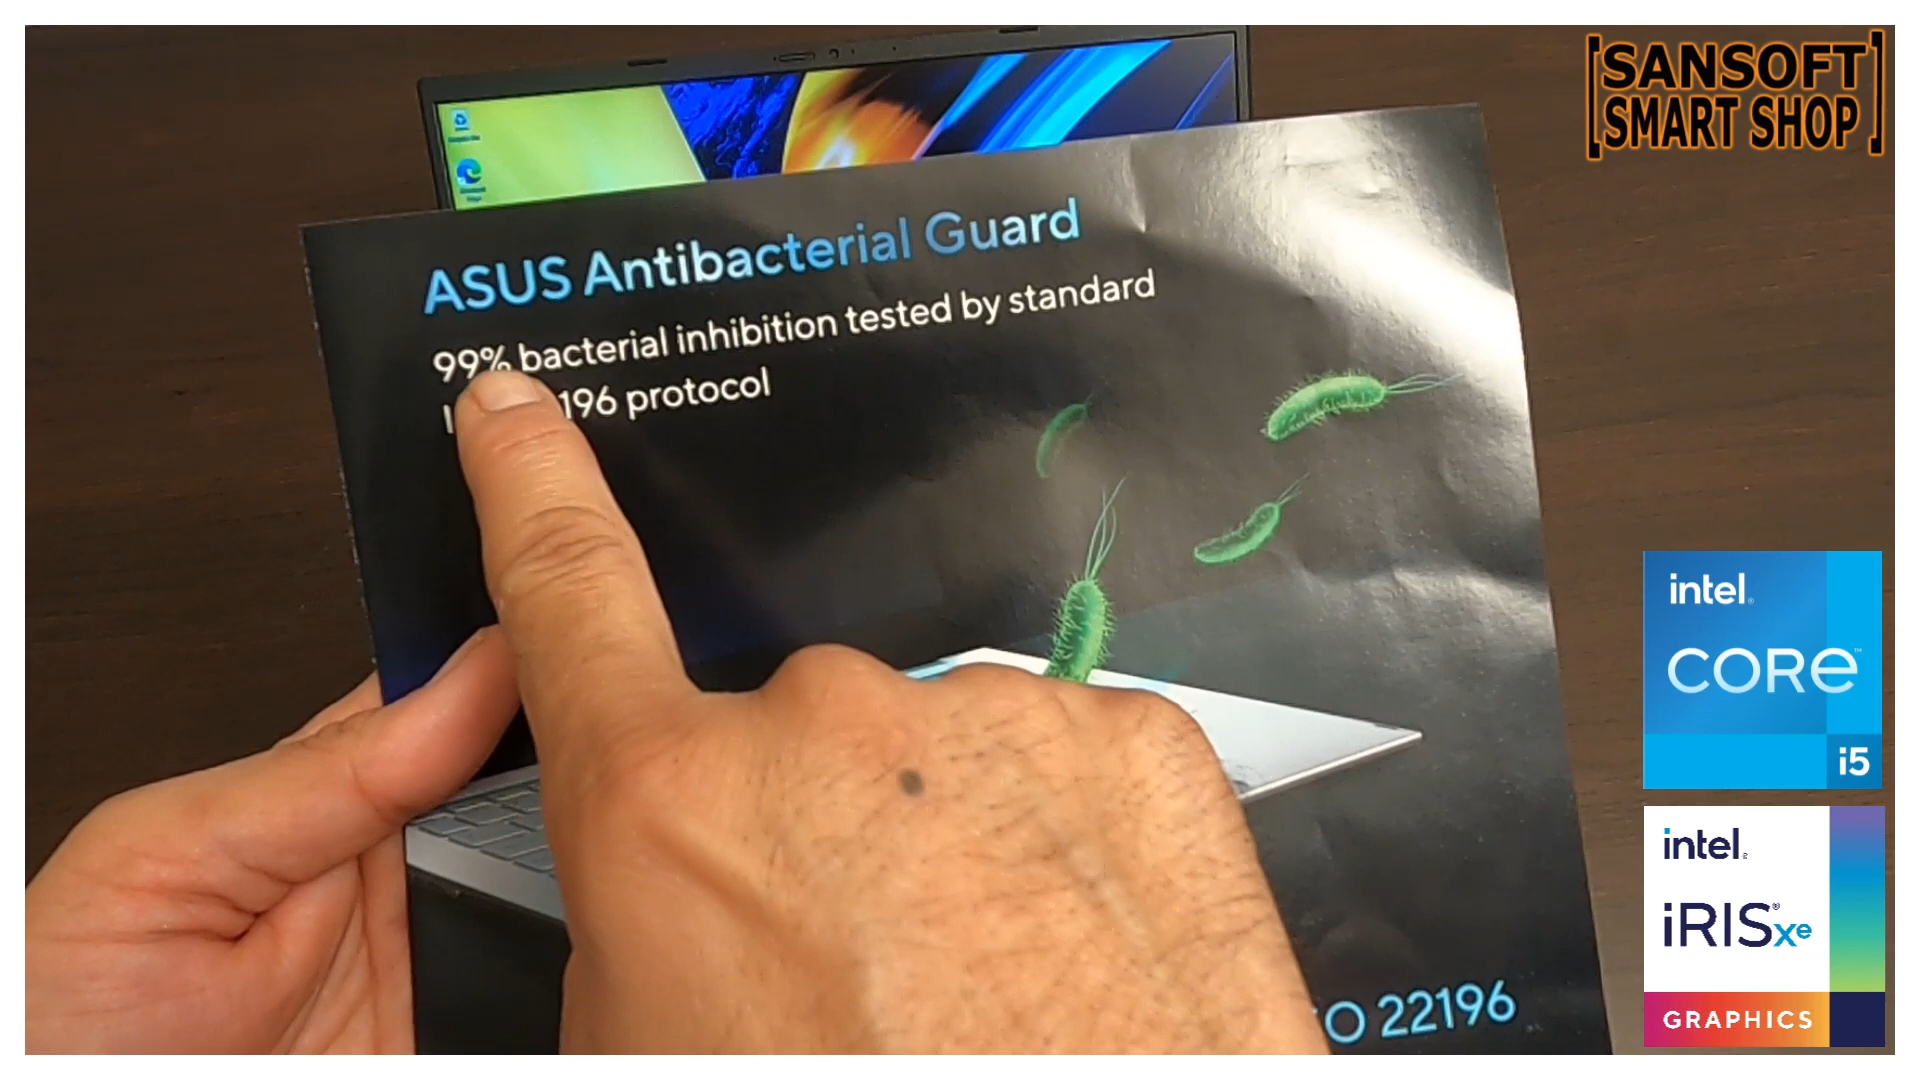 [SANSOFT
SMART SHOP]
ASUS Antibacterial Guard
99% bacterial inhibition tested by standard
196 protocol
O 22196
intel
CORE
i5
intel
iRISxe
GRAPHICS